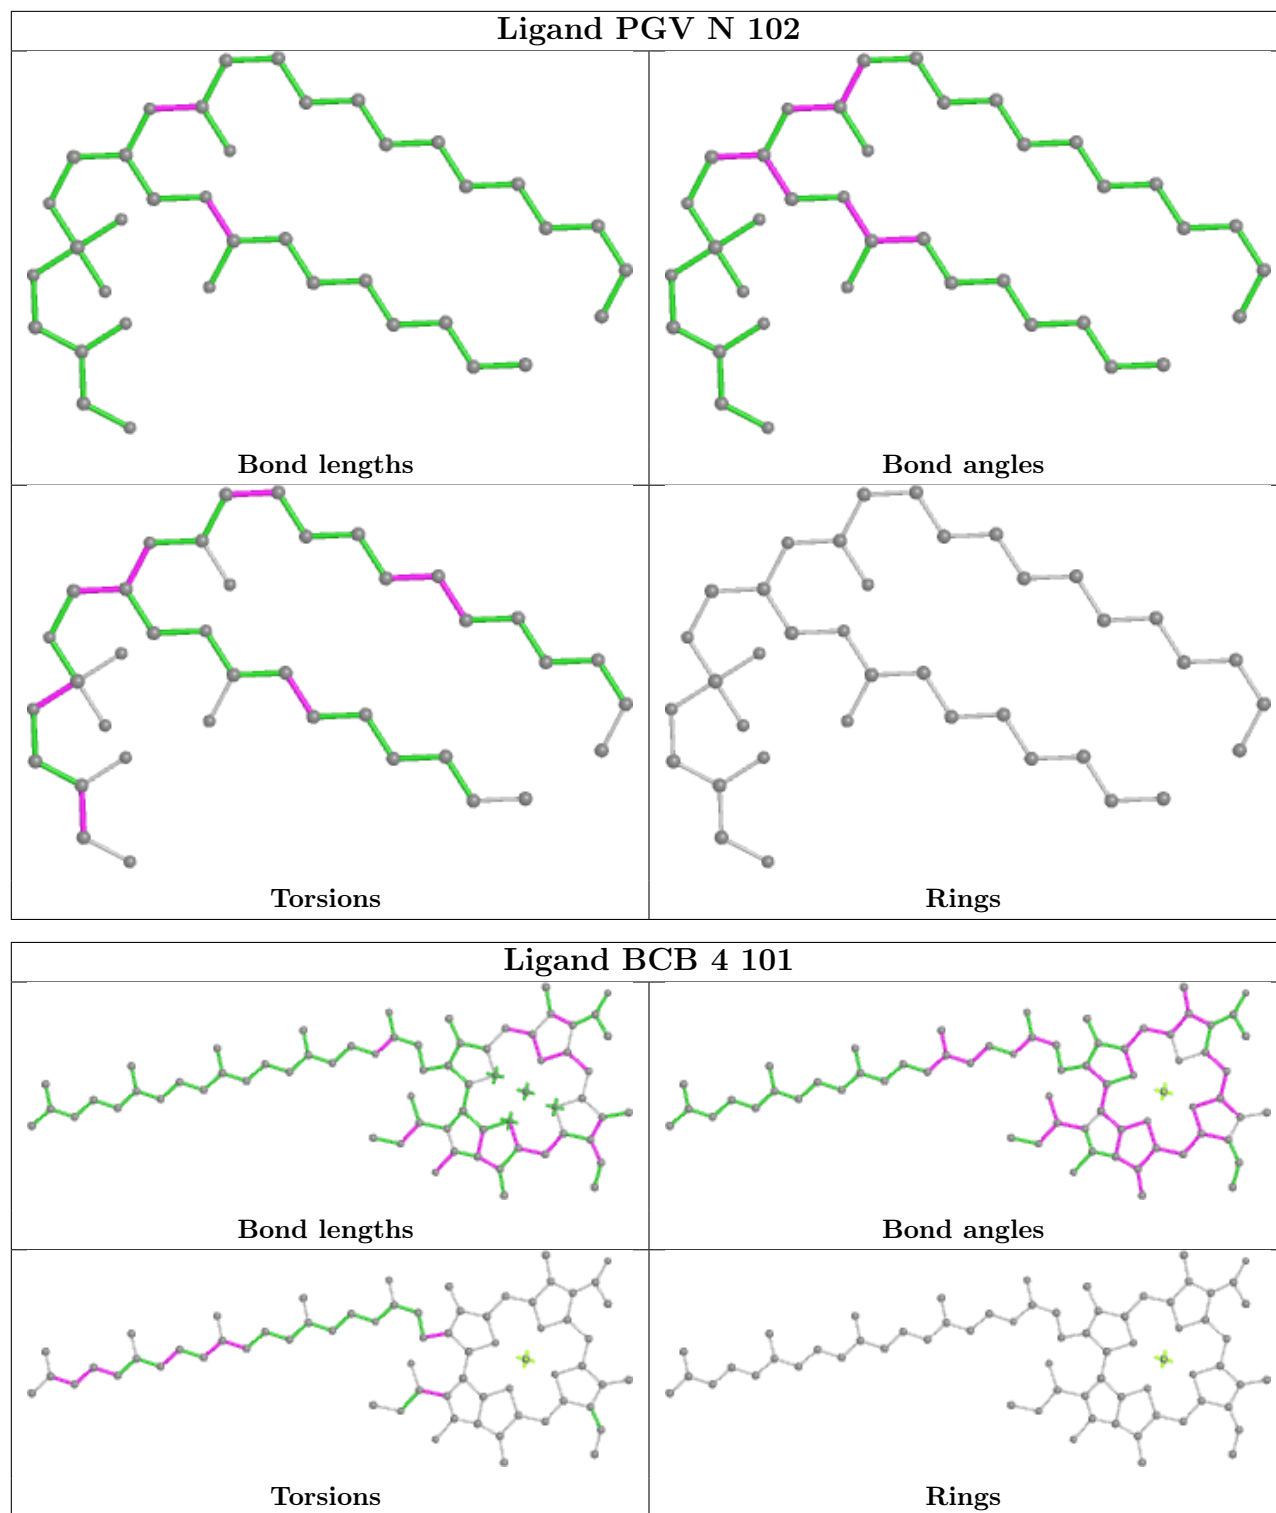 Ligand PGV N 102
Bond lengths
Bond angles
Torsions
Rings
Ligand BCB 4 101
Bond lengths
Bond angles
Torsions
Rings